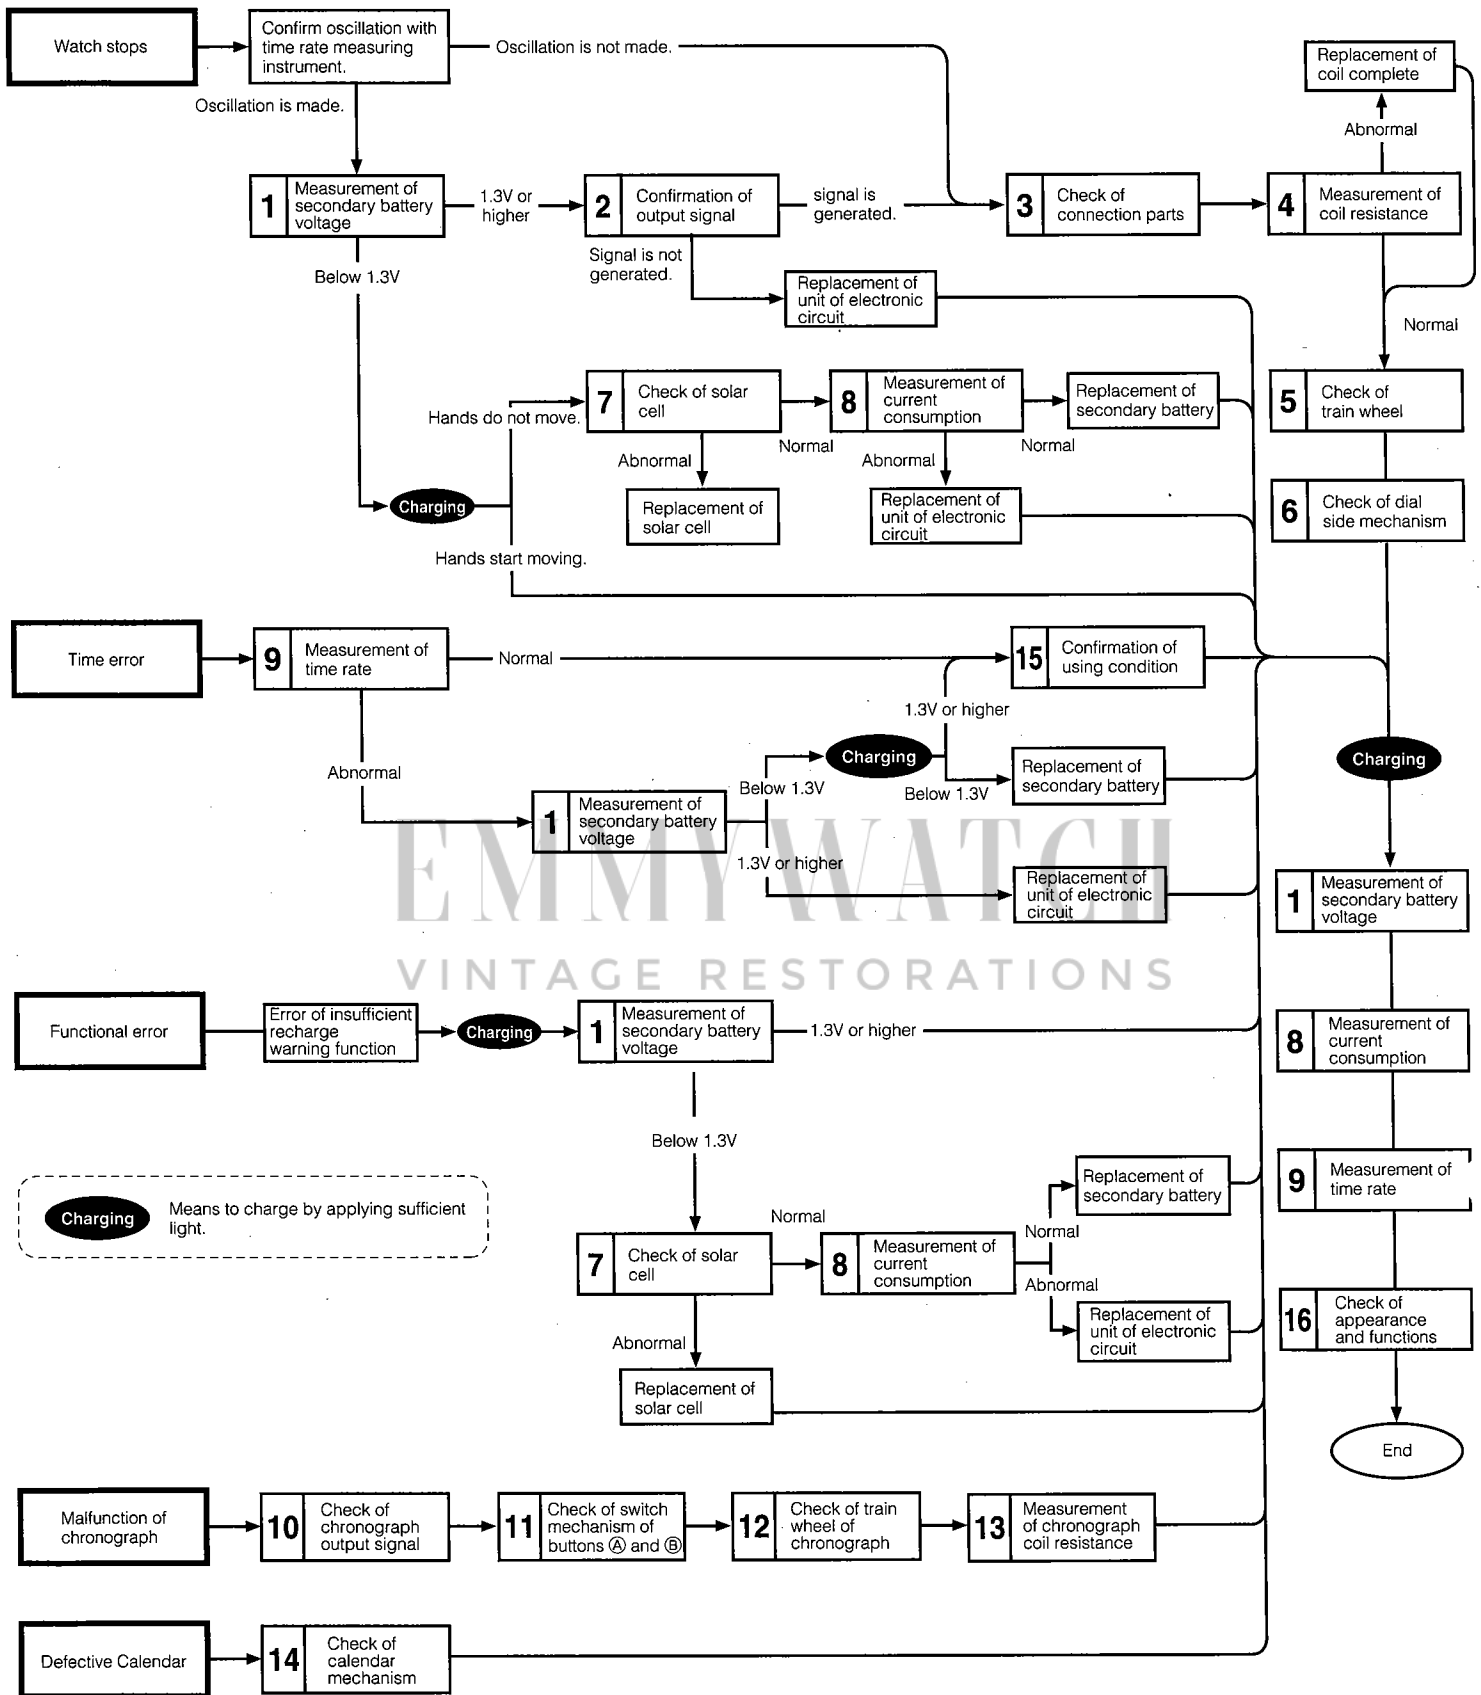 Watch stops
Confirm oscillation with
time rate measuring
instrument.
Oscillation is not made.
Oscillation is made.
Replacement of
coil complete
Abnormal
1
Measurement of
secondary battery
voltage
1.3V or
higher
2
Confirmation of
output signal
signal is
generated.
3
Check of
connection parts
4
Measurement of
coil resistance
Below 1.3V
Signal is not
generated.
Replacement of
unit of electronic
circuit
Normal
Hands do not move.
7
Check of solar
cell
Normal
8
Measurement of
current
consumption
Normal
Replacement of
secondary battery
5
Check of
train wheel
Abnormal
Abnormal
Charging
Replacement of
solar cell
Replacement of
unit of electronic
circuit
6
Check of dial
side mechanism
Hands start moving.
Time error
9
Measurement of
time rate
Normal
15
Confirmation of
using condition
1.3V or higher
Abnormal
Below 1.3V
Charging
Below 1.3V
Replacement of
secondary battery
Charging
1
Measurement of
secondary battery
voltage
1.3V or higher
Replacement of
unit of electronic
circuit
1
Measurement of
secondary battery
voltage
EMMYWATCH
VINTAGE RESTORATIONS
Functional error
Error of insufficient
recharge
warning function
Charging
1
Measurement of
secondary battery
voltage
1.3V or higher
8
Measurement of
current
consumption
Below 1.3V
Charging
Means to charge by applying sufficient
light.
9
Measurement of
time rate
7
Check of solar
cell
Normal
8
Measurement of
current
consumption
Normal
Replacement of
secondary battery
Abnormal
Replacement of
unit of electronic
circuit
Abnormal
Replacement of
solar cell
16
Check of
appearance
and functions
End
Malfunction of
chronograph
10
Check of
chronograph
output signal
11
Check of switch
mechanism of
buttons Ⓐ and Ⓑ
12
Check of train
wheel of
chronograph
13
Measurement
of chronograph
coil resistance
Defective Calendar
14
Check of
calendar
mechanism